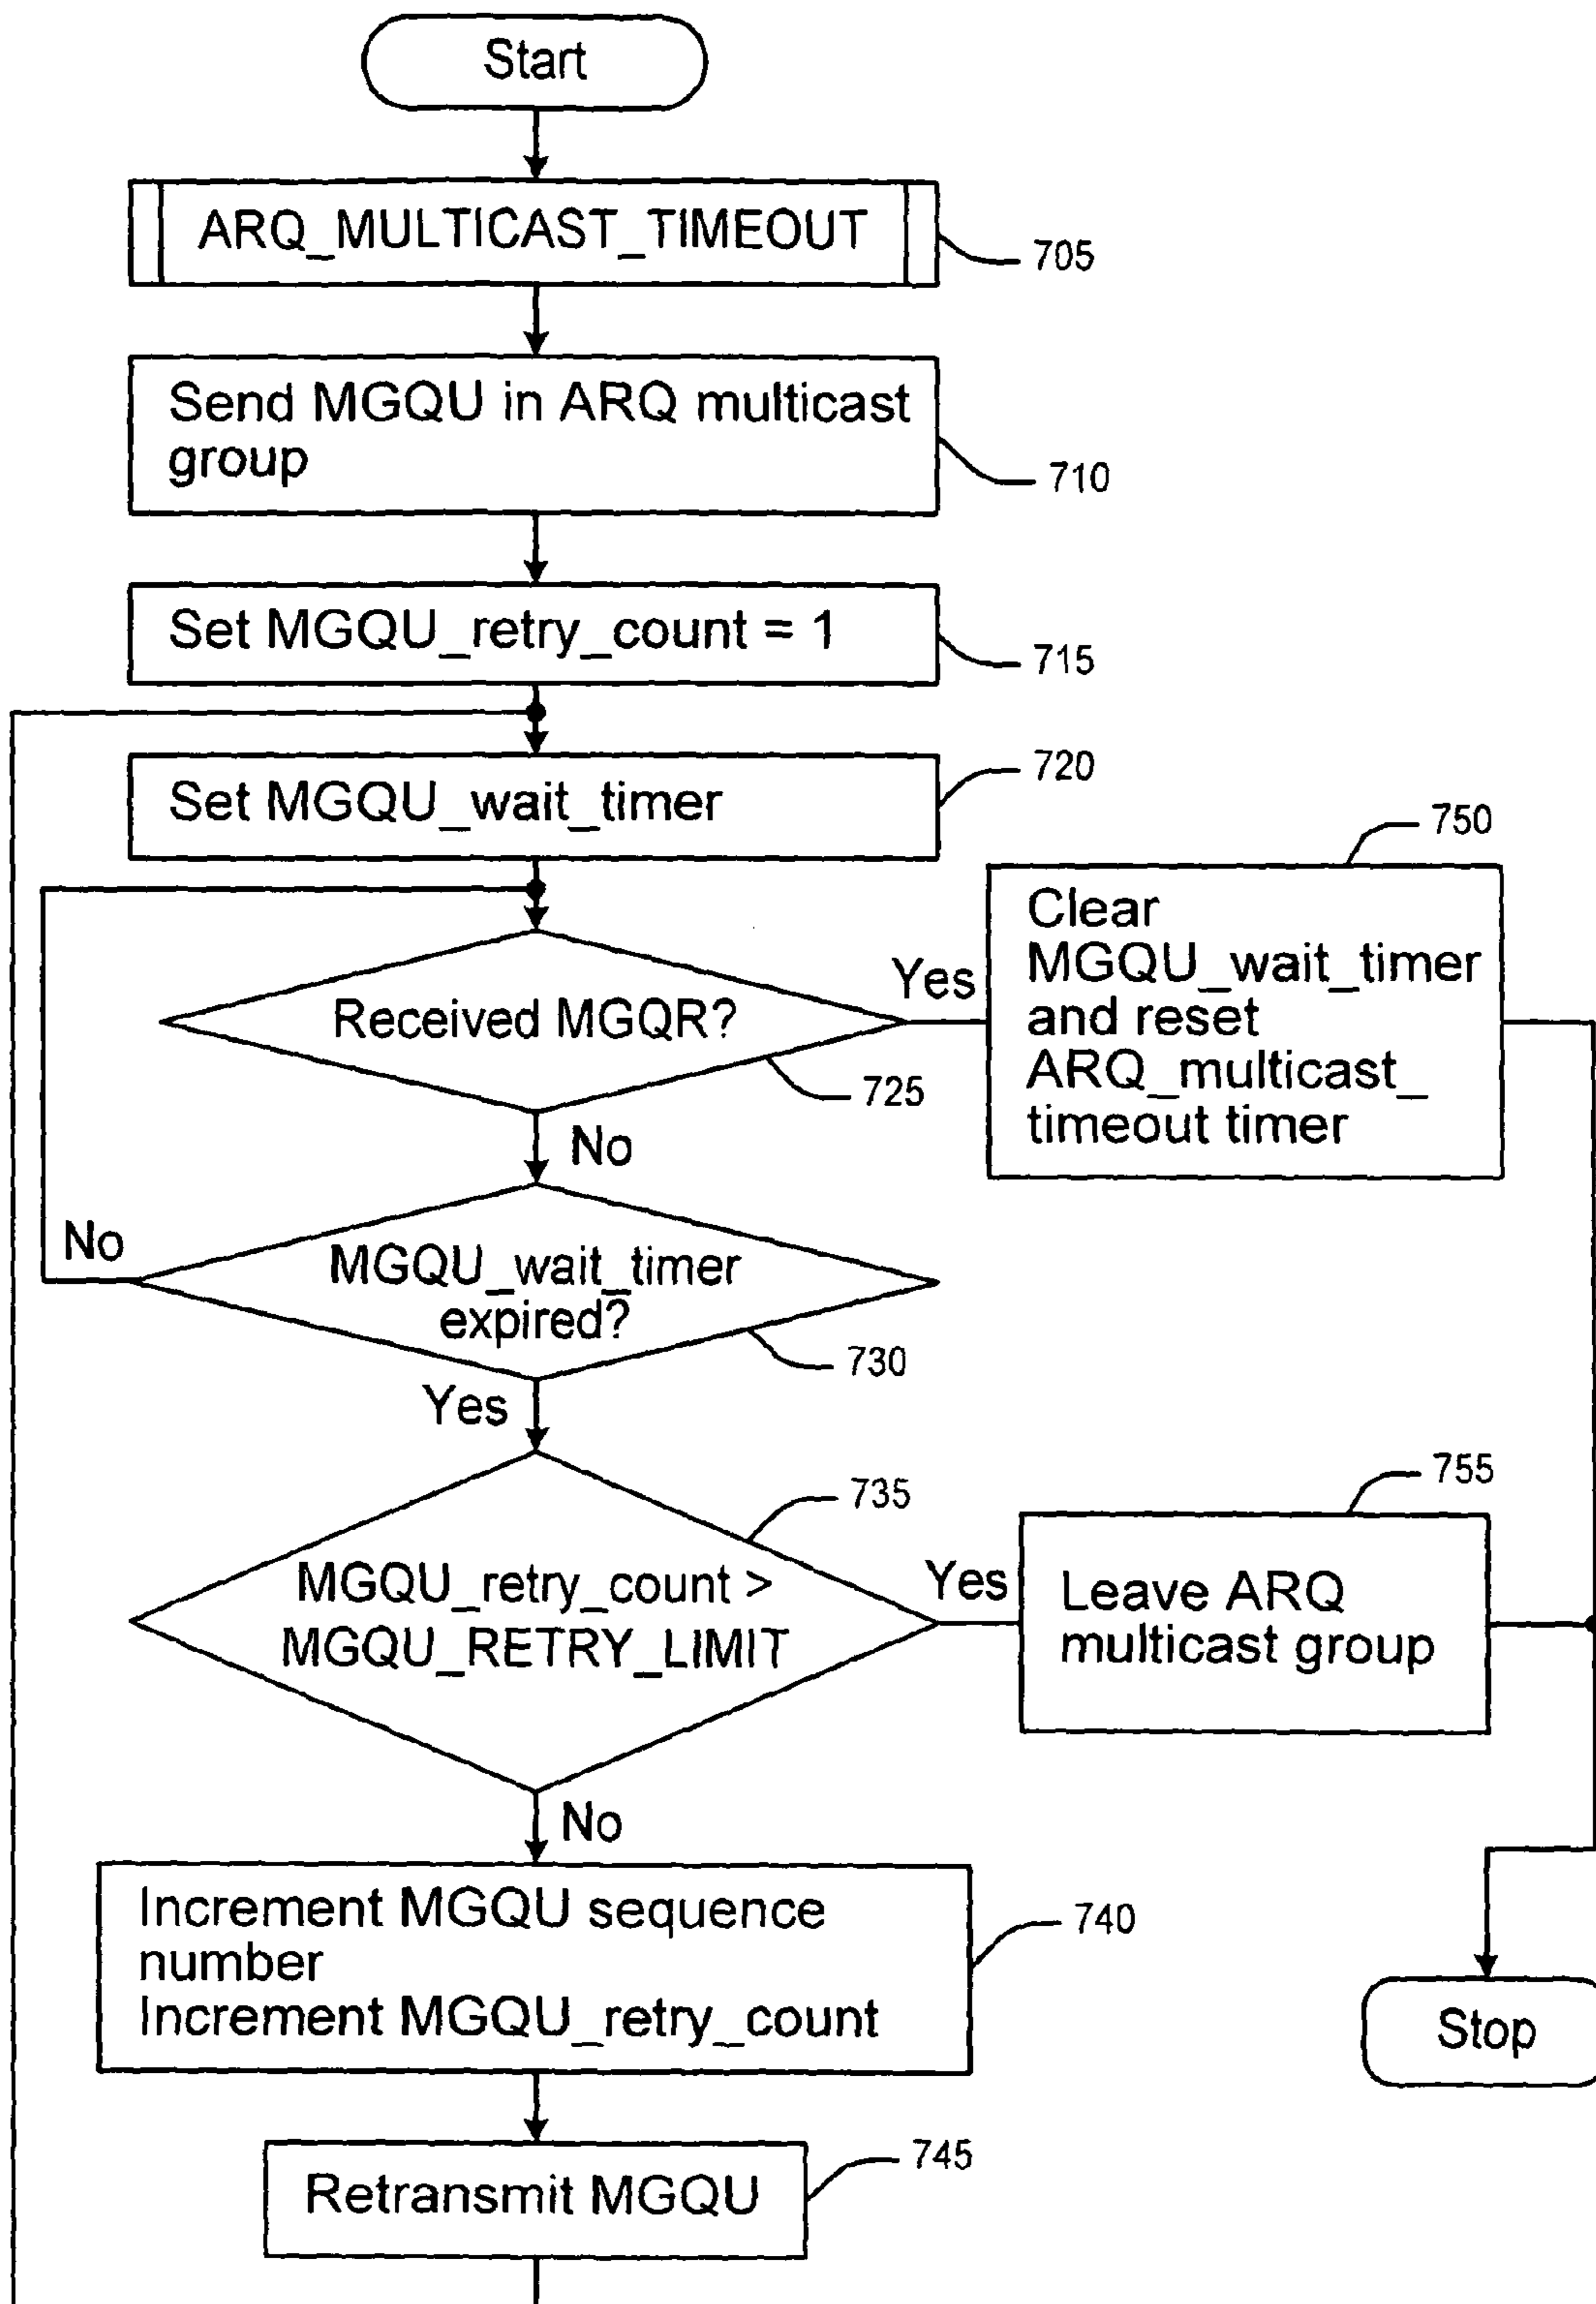 Start
ARQ_MULTICAST_TIMEOUT
705
Send MGQU in ARQ multicast
group
710
Set MGQU_retry_count = 1
715
Set MGQU_wait_timer
720
Received MGQR?
725
Yes
No
750
Clear
MGQU_wait_timer
and reset
ARQ_multicast_
timeout timer
MGQU_wait_timer
expired?
730
No
Yes
MGQU_retry_count >
MGQU_RETRY_LIMIT
735
Yes
No
755
Leave ARQ
multicast group
Increment MGQU sequence
number
Increment MGQU_retry_count
740
Stop
Retransmit MGQU
745